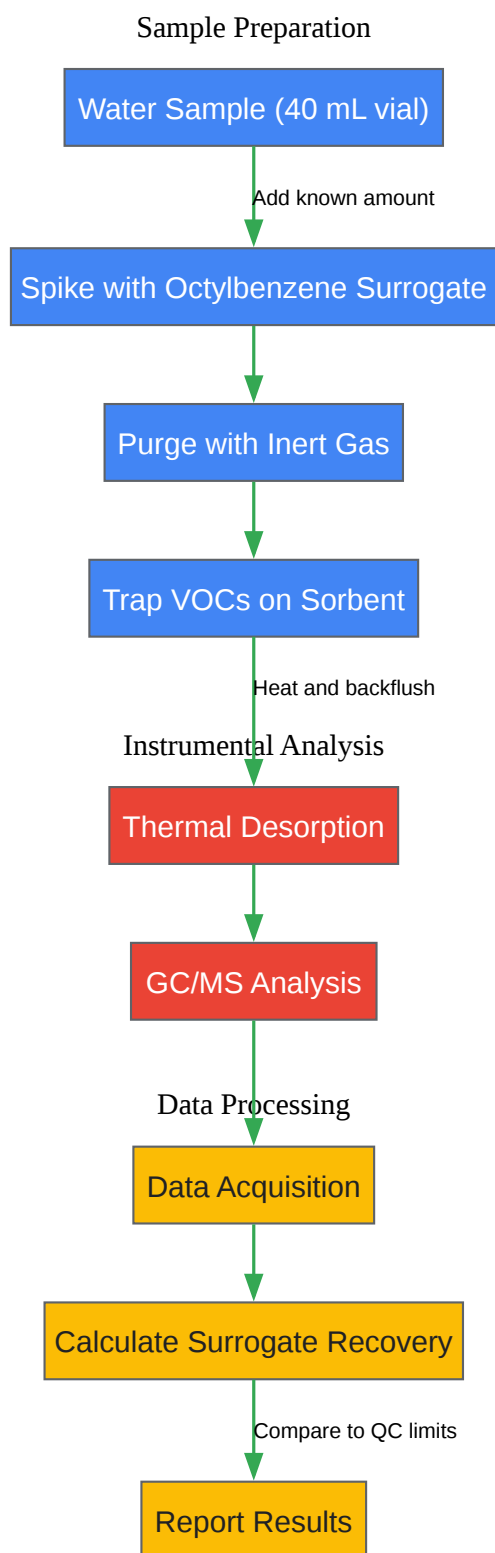 Sample Preparation
Water Sample (40 mL vial)
Add known amount
Spike with Octylbenzene Surrogate
Purge with Inert Gas
Trap VOCs on Sorbent
Heat and backflush
Instrumental Analysis
Thermal Desorption
GC/MS Analysis
Data Processing
Data Acquisition
Calculate Surrogate Recovery
Compare to QC limits
Report Results